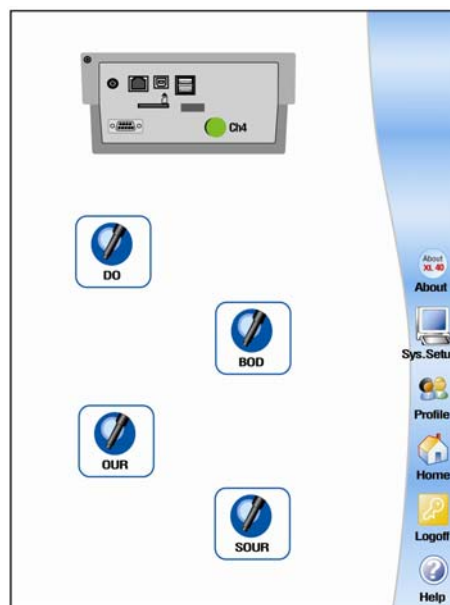 Ch4
DO
BOD
OUR
SOUR
About
XL 40
About
Sys.Setu
Profile
Home
Logoff
Help